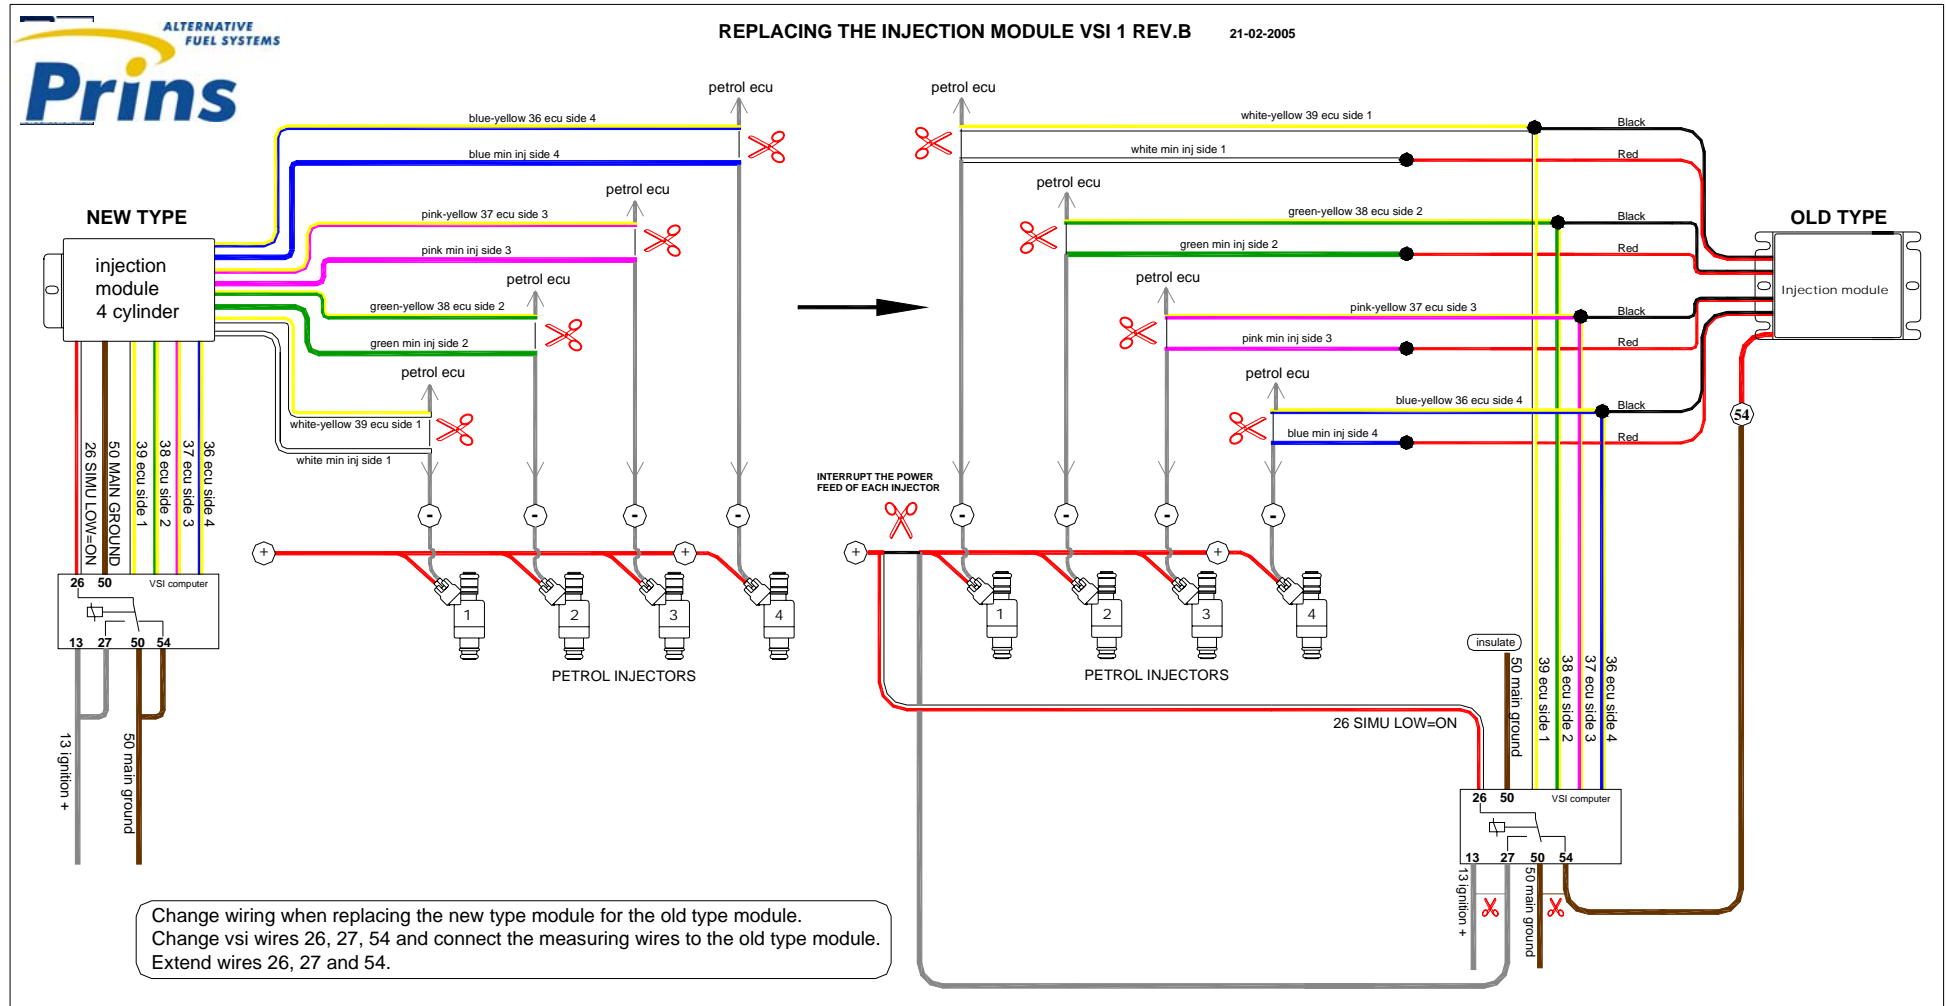 ALTERNATIVE
FUEL SYSTEMS
Prins
REPLACING THE INJECTION MODULE VSI 1 REV.B 21-02-2005
NEW TYPE
injection
module
4 cylinder
blue-yellow 36 ecu side 4
blue min inj side 4
pink-yellow 37 ecu side 3
pink min inj side 3
green-yellow 38 ecu side 2
green min inj side 2
white-yellow 39 ecu side 1
white min inj side 1
petrol ecu
petrol ecu
petrol ecu
petrol ecu
26 SIMU LOW=ON
50 MAIN GROUND
39 ecu side 1
38 ecu side 2
37 ecu side 3
36 ecu side 4
26 50 VSI computer
13 27 50 54
13 ignition +
50 main ground
- - - -
+ +
1 2 3 4
PETROL INJECTORS
petrol ecu
petrol ecu
petrol ecu
petrol ecu
white-yellow 39 ecu side 1
white min inj side 1
green-yellow 38 ecu side 2
green min inj side 2
pink-yellow 37 ecu side 3
pink min inj side 3
blue-yellow 36 ecu side 4
blue min inj side 4
Black
Red
Black
Red
Black
Red
Black
Red
OLD TYPE
Injection module
54
INTERRUPT THE POWER
FEED OF EACH INJECTOR
- - - -
+ +
1 2 3 4
PETROL INJECTORS
26 SIMU LOW=ON
insulate
50 main ground
39 ecu side 1
38 ecu side 2
37 ecu side 3
36 ecu side 4
26 50 VSI computer
13 27 50 54
13 ignition +
50 main ground
Change wiring when replacing the new type module for the old type module.
Change vsi wires 26, 27, 54 and connect the measuring wires to the old type module.
Extend wires 26, 27 and 54.